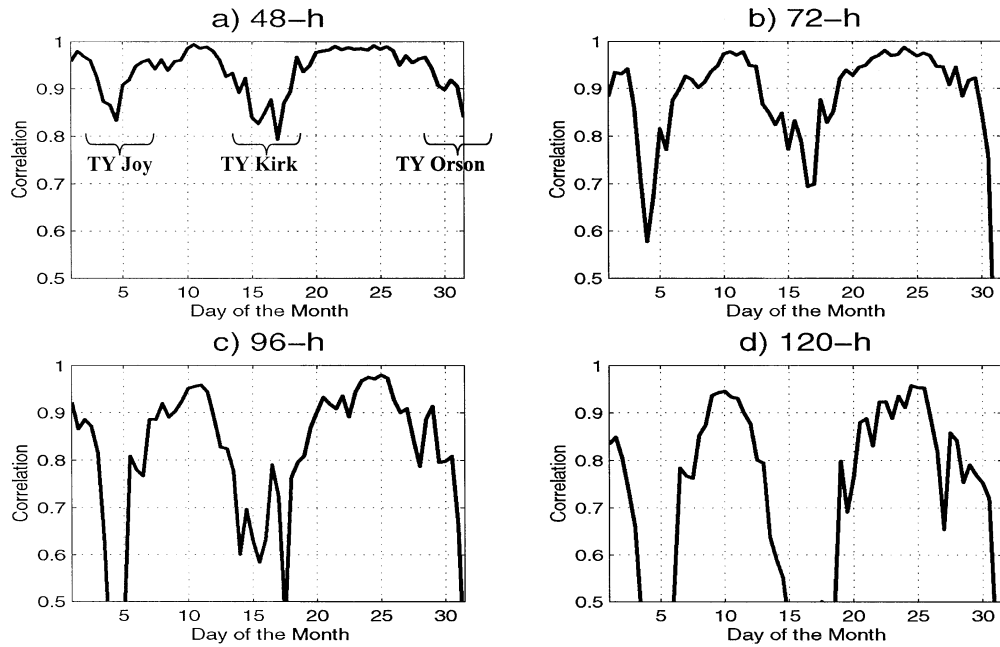 a) 48-h
1
0.9
0.8
0.7
0.6
0.5
Correlation
TY Joy
TY Kirk
TY Orson
5 10 15 20 25 30
Day of the Month
b) 72-h
1
0.9
0.8
0.7
0.6
0.5
Correlation
5 10 15 20 25 30
Day of the Month
c) 96-h
1
0.9
0.8
0.7
0.6
0.5
Correlation
5 10 15 20 25 30
Day of the Month
d) 120-h
1
0.9
0.8
0.7
0.6
0.5
Correlation
5 10 15 20 25 30
Day of the Month